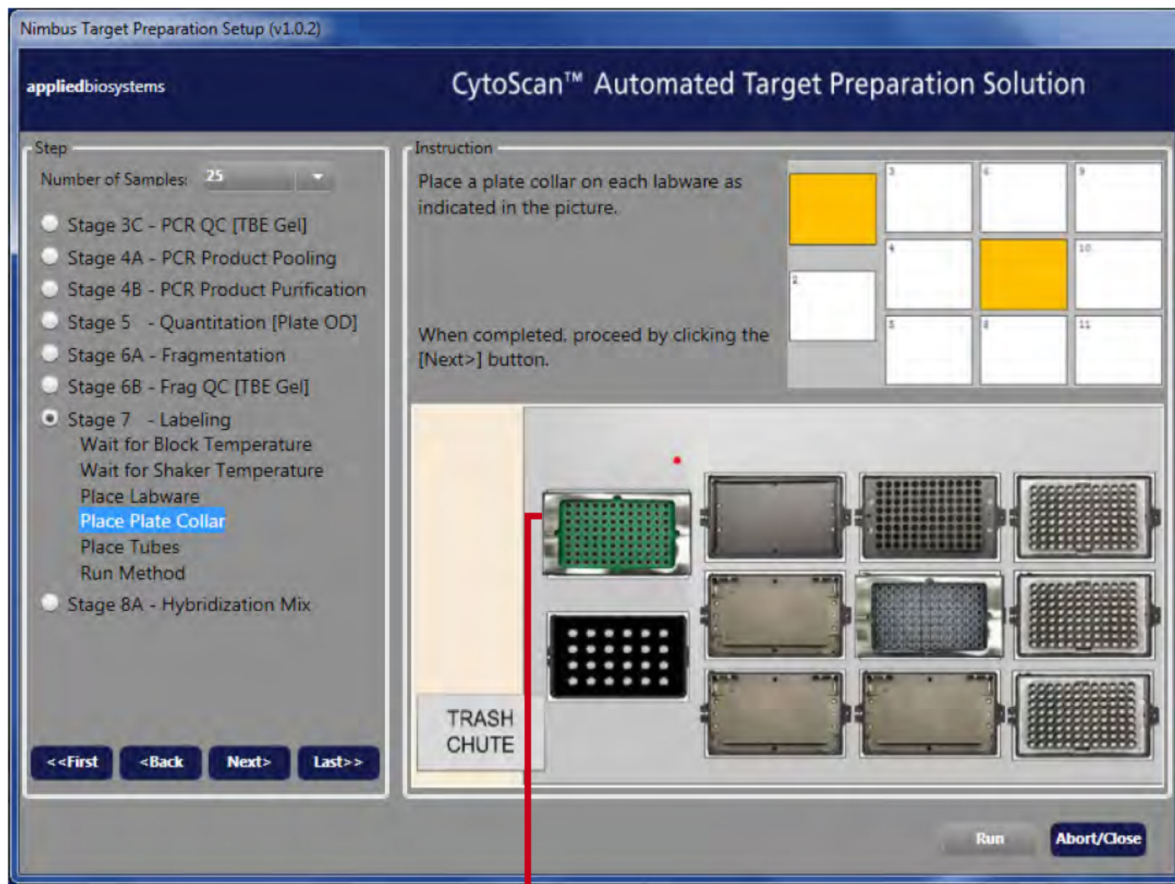 Nimbus Target Preparation Setup (v1.0.2)
appliedbiosystems
CytoScan™ Automated Target Preparation Solution
Step
Number of Samples: 25
Stage 3C - PCR QC [TBE Gel]
Stage 4A - PCR Product Pooling
Stage 4B - PCR Product Purification
Stage 5 - Quantitation [Plate OD]
Stage 6A - Fragmentation
Stage 6B - Frag QC [TBE Gel]
Stage 7 - Labeling
Wait for Block Temperature
Wait for Shaker Temperature
Place Labware
Place Plate Collar
Place Tubes
Run Method
Stage 8A - Hybridization Mix
<<First <Back Next> Last>>
Instruction
Place a plate collar on each labware as
indicated in the picture.
When completed, proceed by clicking the
[Next>] button.
3 6 9
4 10
2
5 8 11
TRASH
CHUTE
Run Abort/Close